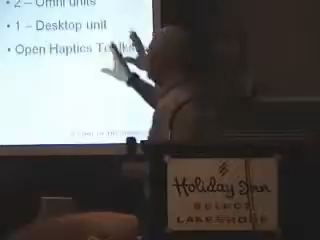 • 2 – Omni units
• 1 – Desktop unit
• Open Haptics
Holiday Inn
SELECT
LAKESHORE